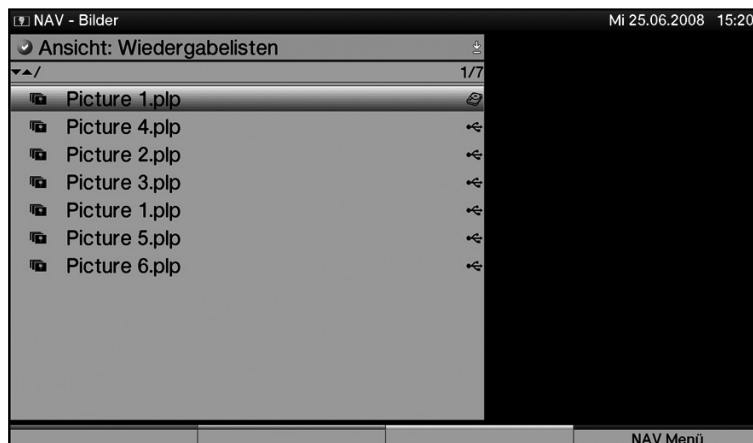 NAV - Bilder Mi 25.06.2008 15:20
Ansicht: Wiedergabelisten
/ 1/7
Picture 1.plp
Picture 4.plp
Picture 2.plp
Picture 3.plp
Picture 1.plp
Picture 5.plp
Picture 6.plp
NAV Menü